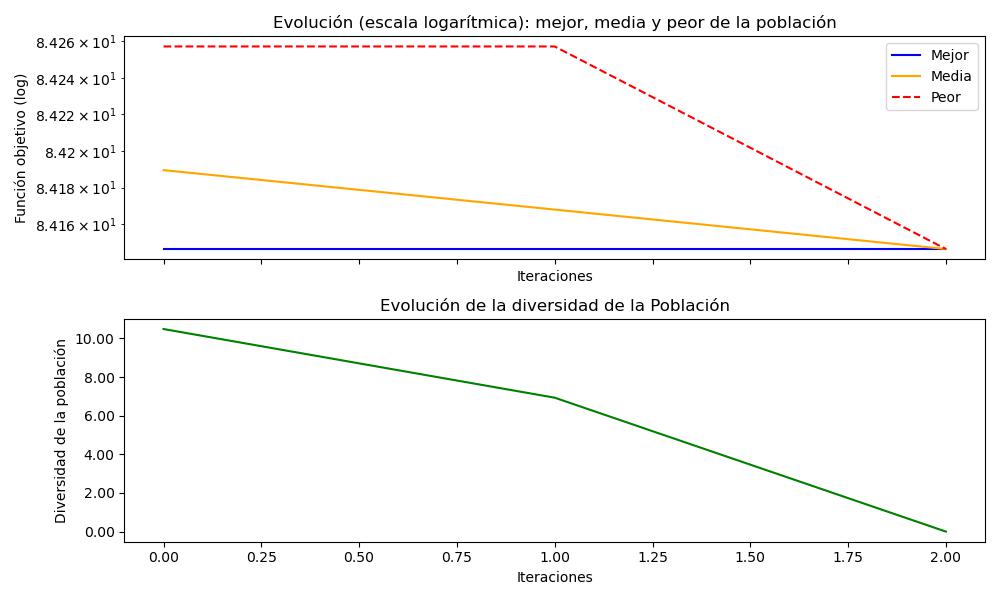 Evolución (escala logarítmica): mejor, media y peor de la población
Función objetivo (log)
8.426 × 10¹
8.424 × 10¹
8.422 × 10¹
8.42 × 10¹
8.418 × 10¹
8.416 × 10¹
Mejor
Media
Peor
Iteraciones
Evolución de la diversidad de la Población
Diversidad de la población
10.00
8.00
6.00
4.00
2.00
0.00
0.00 0.25 0.50 0.75 1.00 1.25 1.50 1.75 2.00
Iteraciones